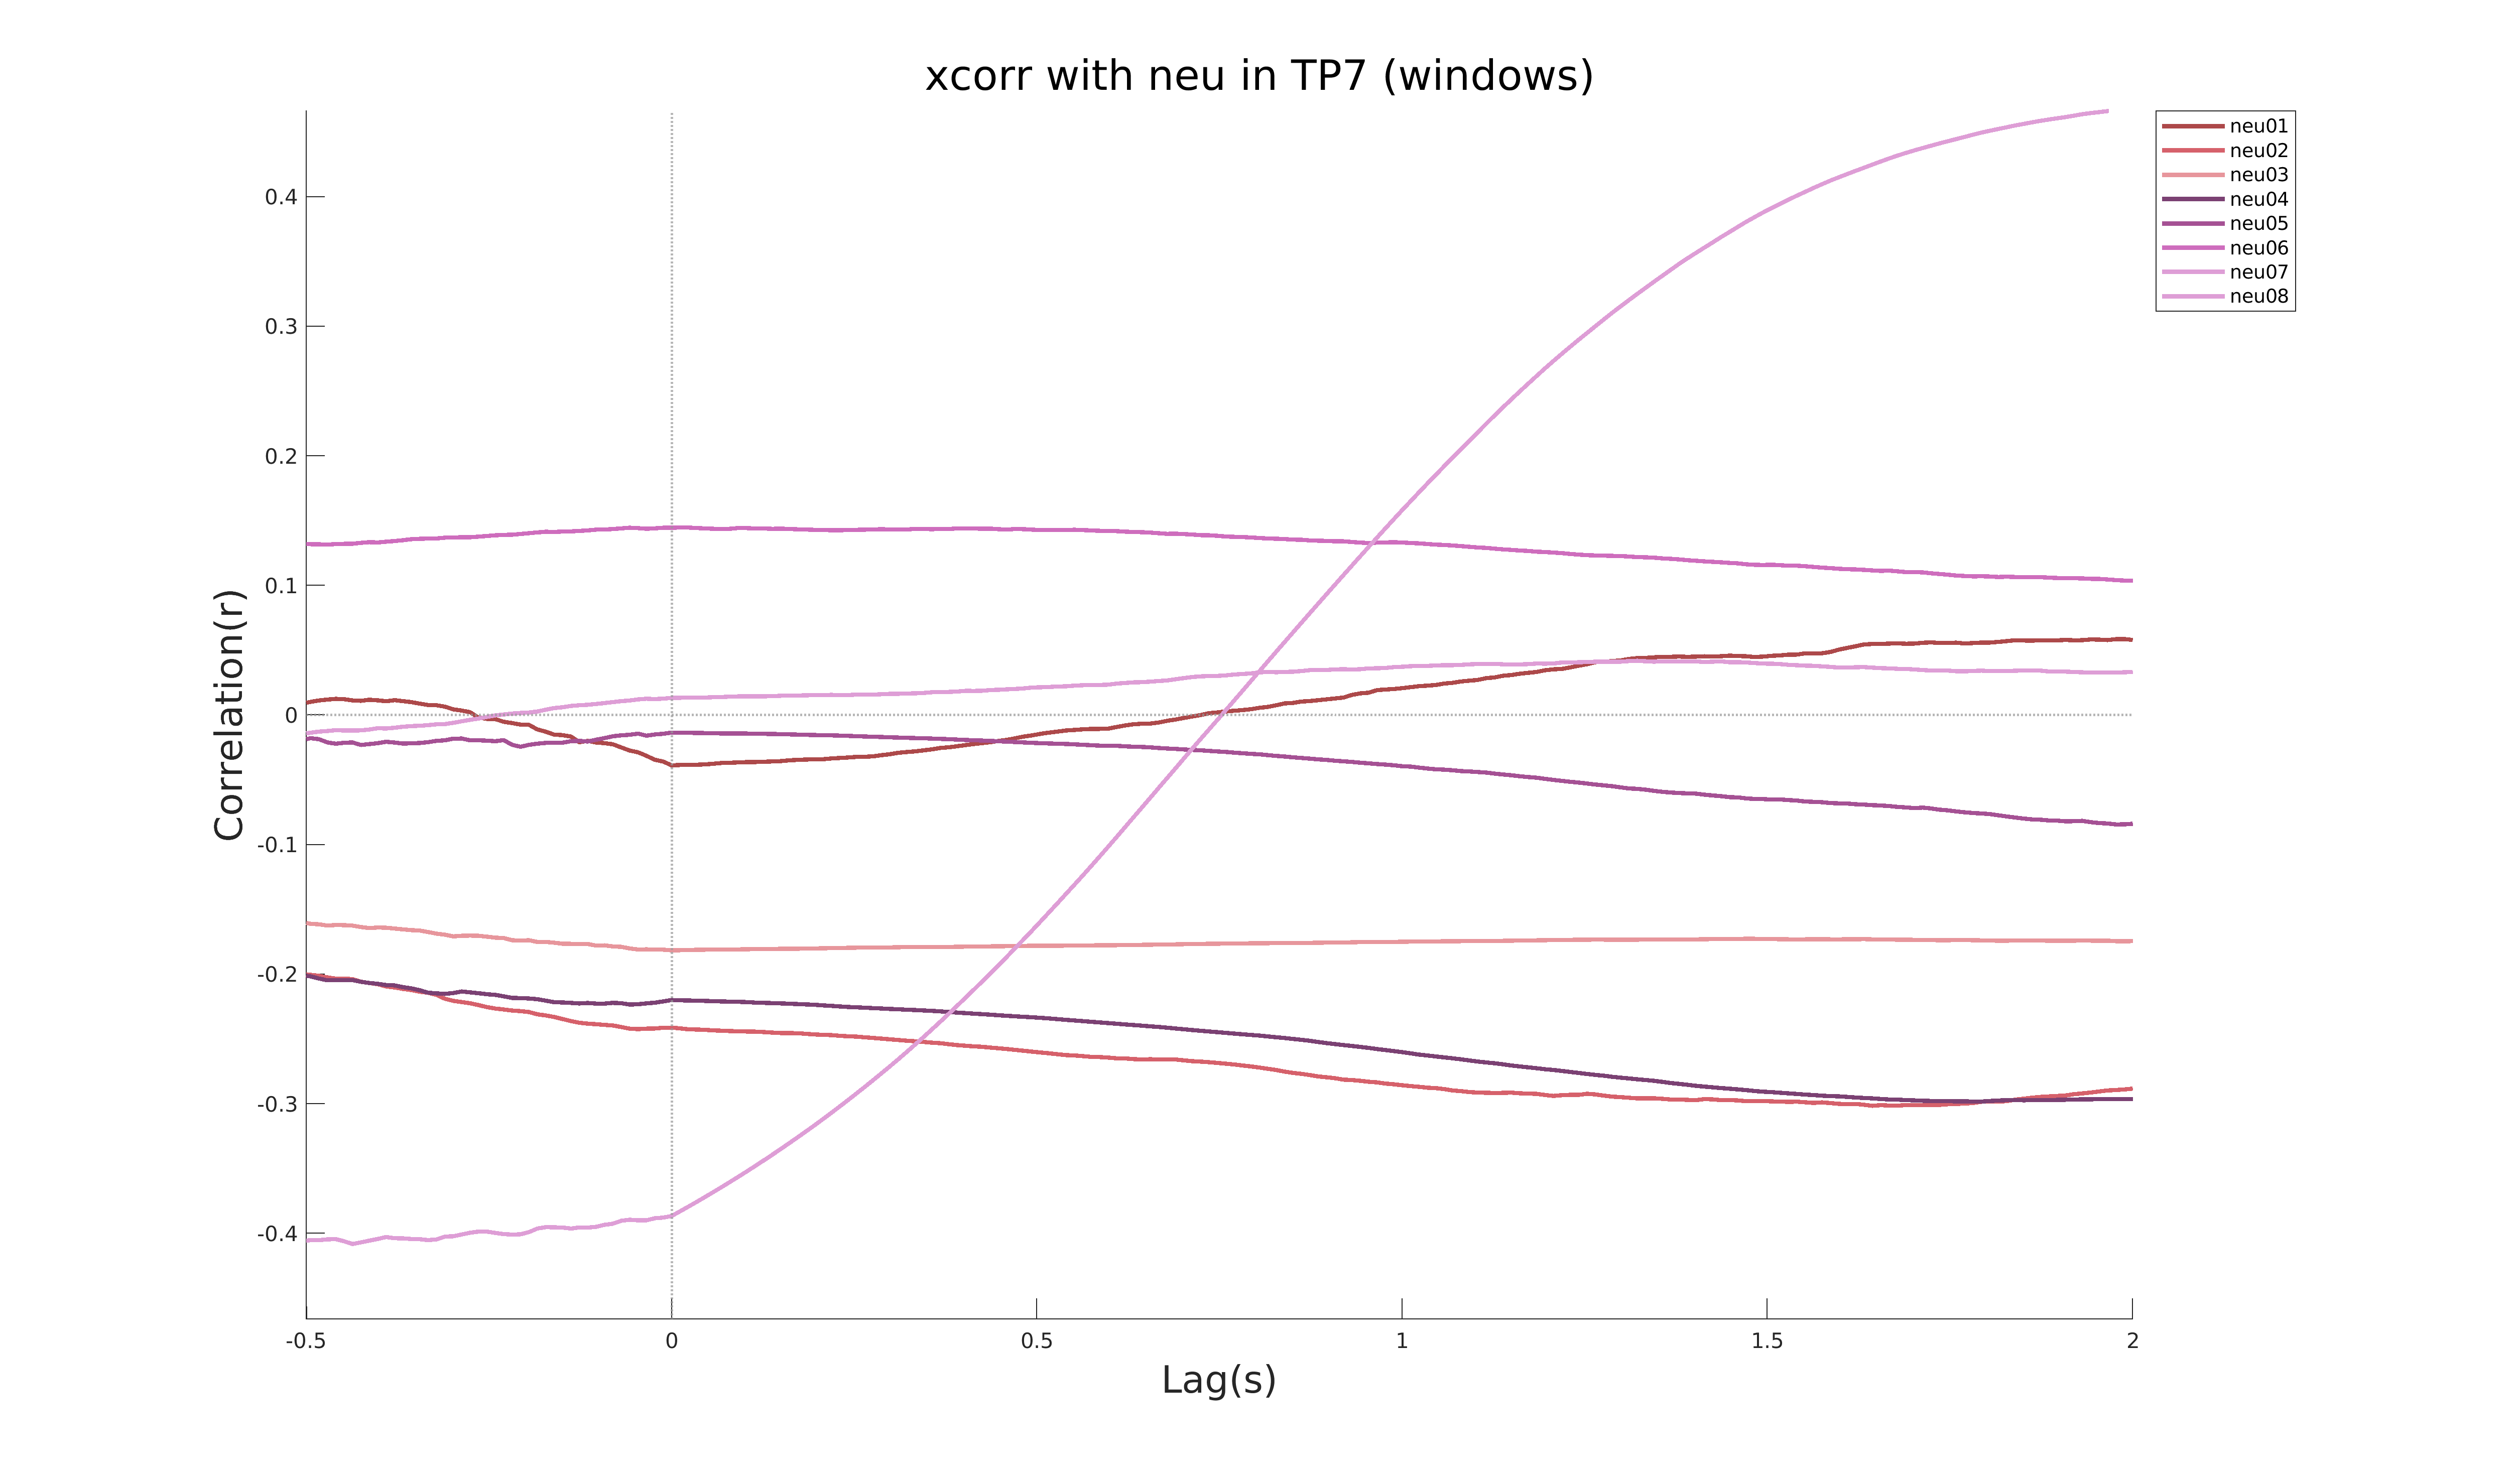 xcorr with neu in TP7 (windows)
neu01
neu02
neu03
neu04
neu05
neu06
neu07
neu08
0.4
0.3
0.2
0.1
0
-0.1
-0.2
-0.3
-0.4
Correlation(r)
-0.5
0
0.5
1
1.5
2
Lag(s)